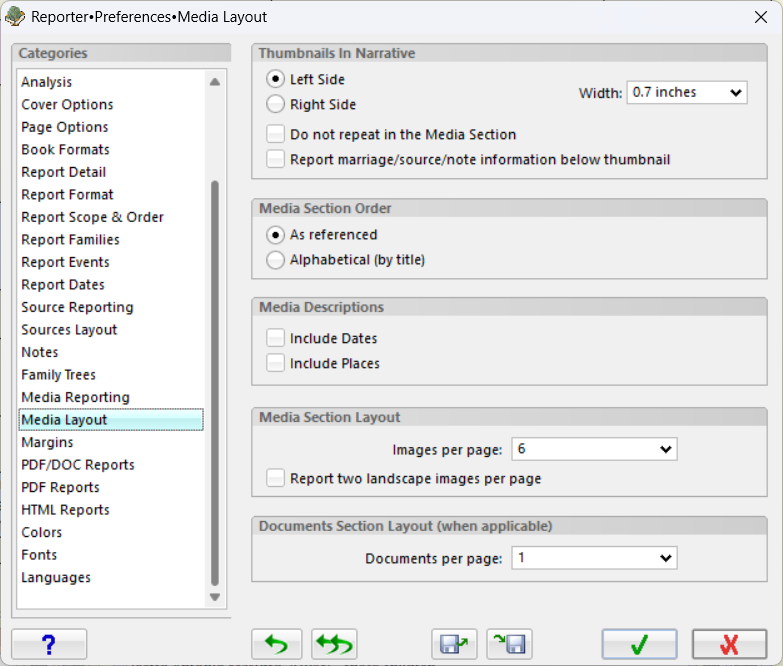 Reporter•Preferences•Media Layout
Categories
Analysis
Cover Options
Page Options
Book Formats
Report Detail
Report Format
Report Scope & Order
Report Families
Report Events
Report Dates
Source Reporting
Sources Layout
Notes
Family Trees
Media Reporting
Media Layout
Margins
PDF/DOC Reports
PDF Reports
HTML Reports
Colors
Fonts
Languages
Thumbnails In Narrative
Left Side
Right Side
Width: 0.7 inches
Do not repeat in the Media Section
Report marriage/source/note information below thumbnail
Media Section Order
As referenced
Alphabetical (by title)
Media Descriptions
Include Dates
Include Places
Media Section Layout
Images per page: 6
Report two landscape images per page
Documents Section Layout (when applicable)
Documents per page: 1
?